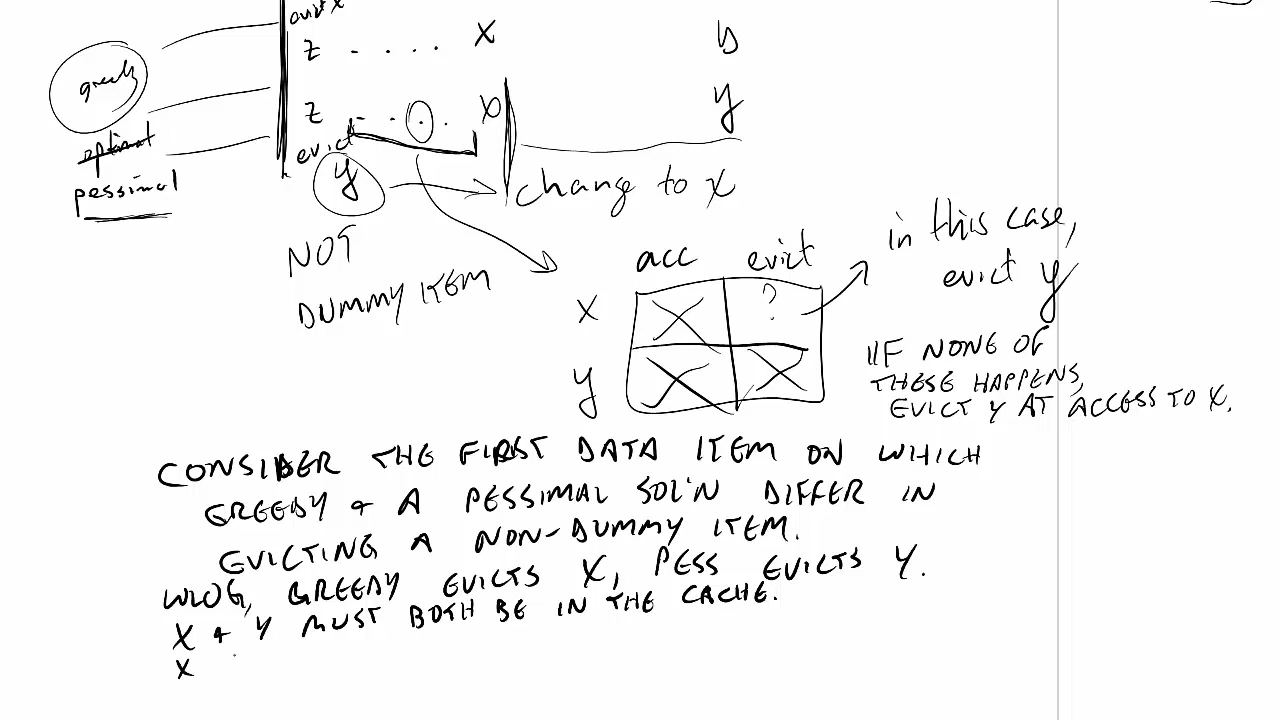 evict x
z . . . . x b
greedy
z . . . . x y
optimal
evict
pessimal
y
change to x
NOT
DUMMY ITEM
in this case,
evict y
acc evict
x ?
y
IF NONE OF
THESE HAPPENS,
EVICT Y AT ACCESS TO X.
CONSIDER THE FIRST DATA ITEM ON WHICH
GREEDY + A PESSIMAL SOL'N DIFFER IN
EVICTING A NON-DUMMY ITEM.
WLOG, GREEDY EVICTS X, PESS EVICTS Y.
X + Y MUST BOTH BE IN THE CACHE.
X